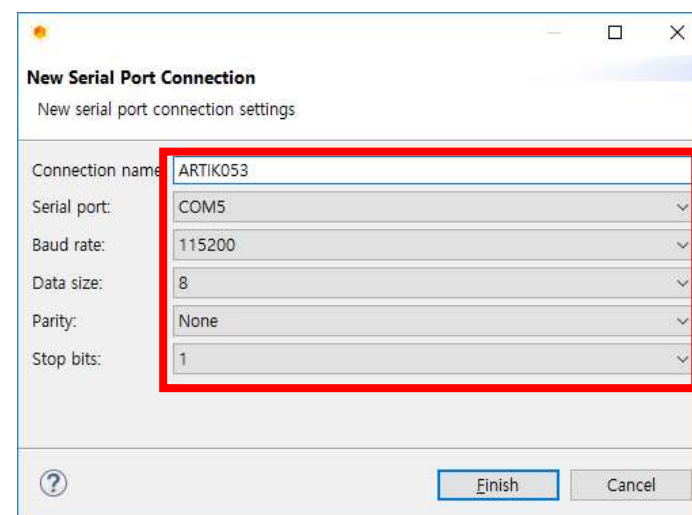 New Serial Port Connection
New serial port connection settings
Connection name ARTIK053
Serial port: COM5
Baud rate: 115200
Data size: 8
Parity: None
Stop bits: 1
Finish Cancel